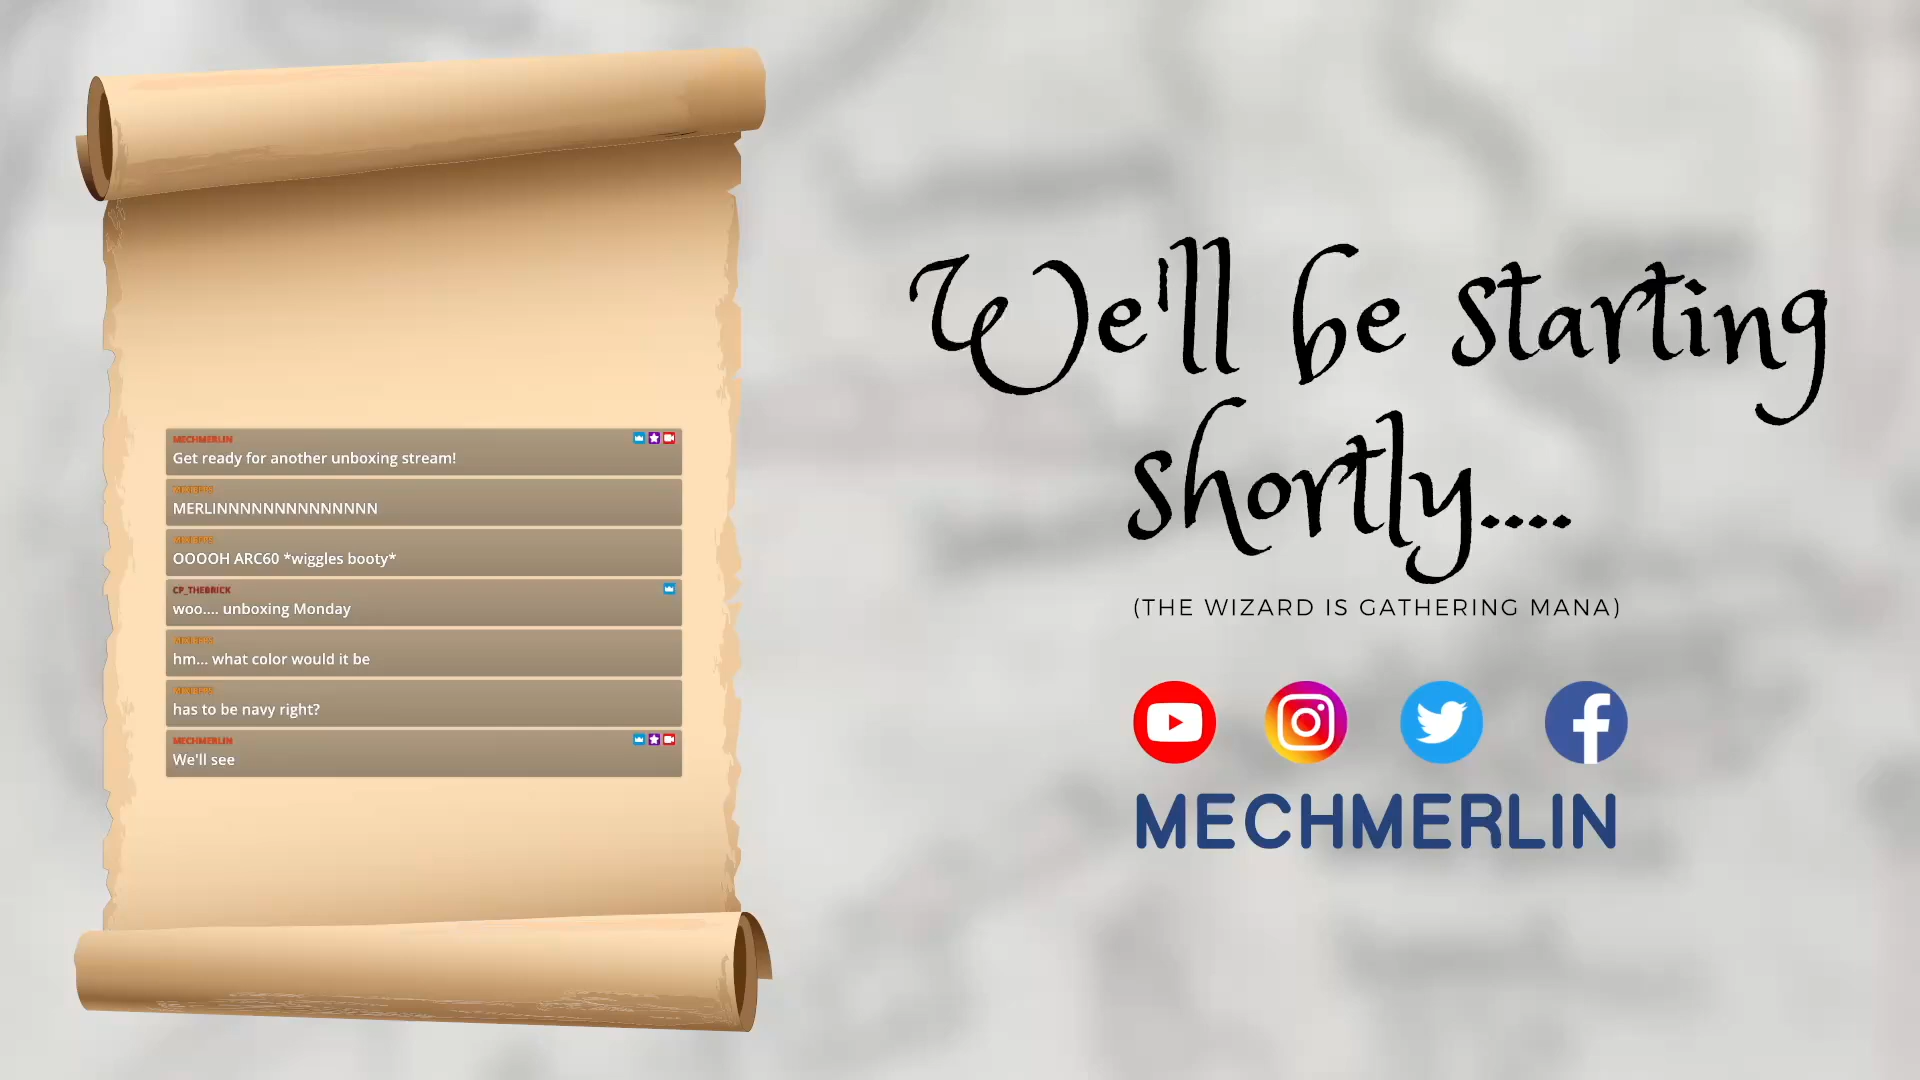 MECHMERLIN
Get ready for another unboxing stream!
MERLINNNNNNNNNNNNNN
OOOOH ARC60 *wiggles booty*
CP_THEBRICK
woo.... unboxing Monday
hm... what color would it be
has to be navy right?
MECHMERLIN
We'll see
We'll be starting
shortly....
(THE WIZARD IS GATHERING MANA)
MECHMERLIN